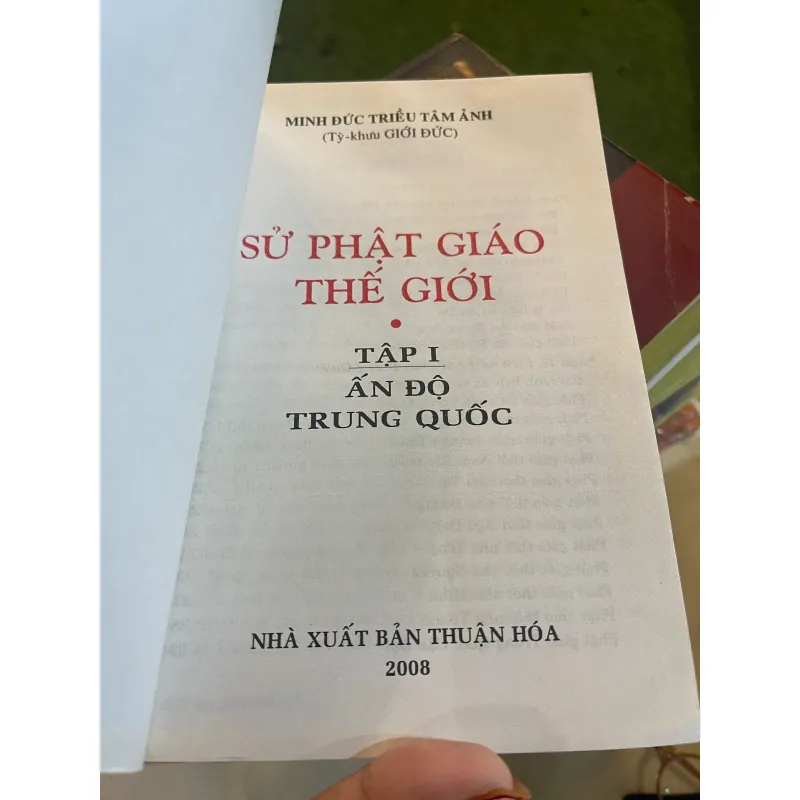 MINH ĐỨC TRIỀU TÂM ẢNH
(Tỳ-khưu GIỚI ĐỨC)
SỬ PHẬT GIÁO
THẾ GIỚI
TẬP I
ẤN ĐỘ
TRUNG QUỐC
NHÀ XUẤT BẢN THUẬN HÓA
2008